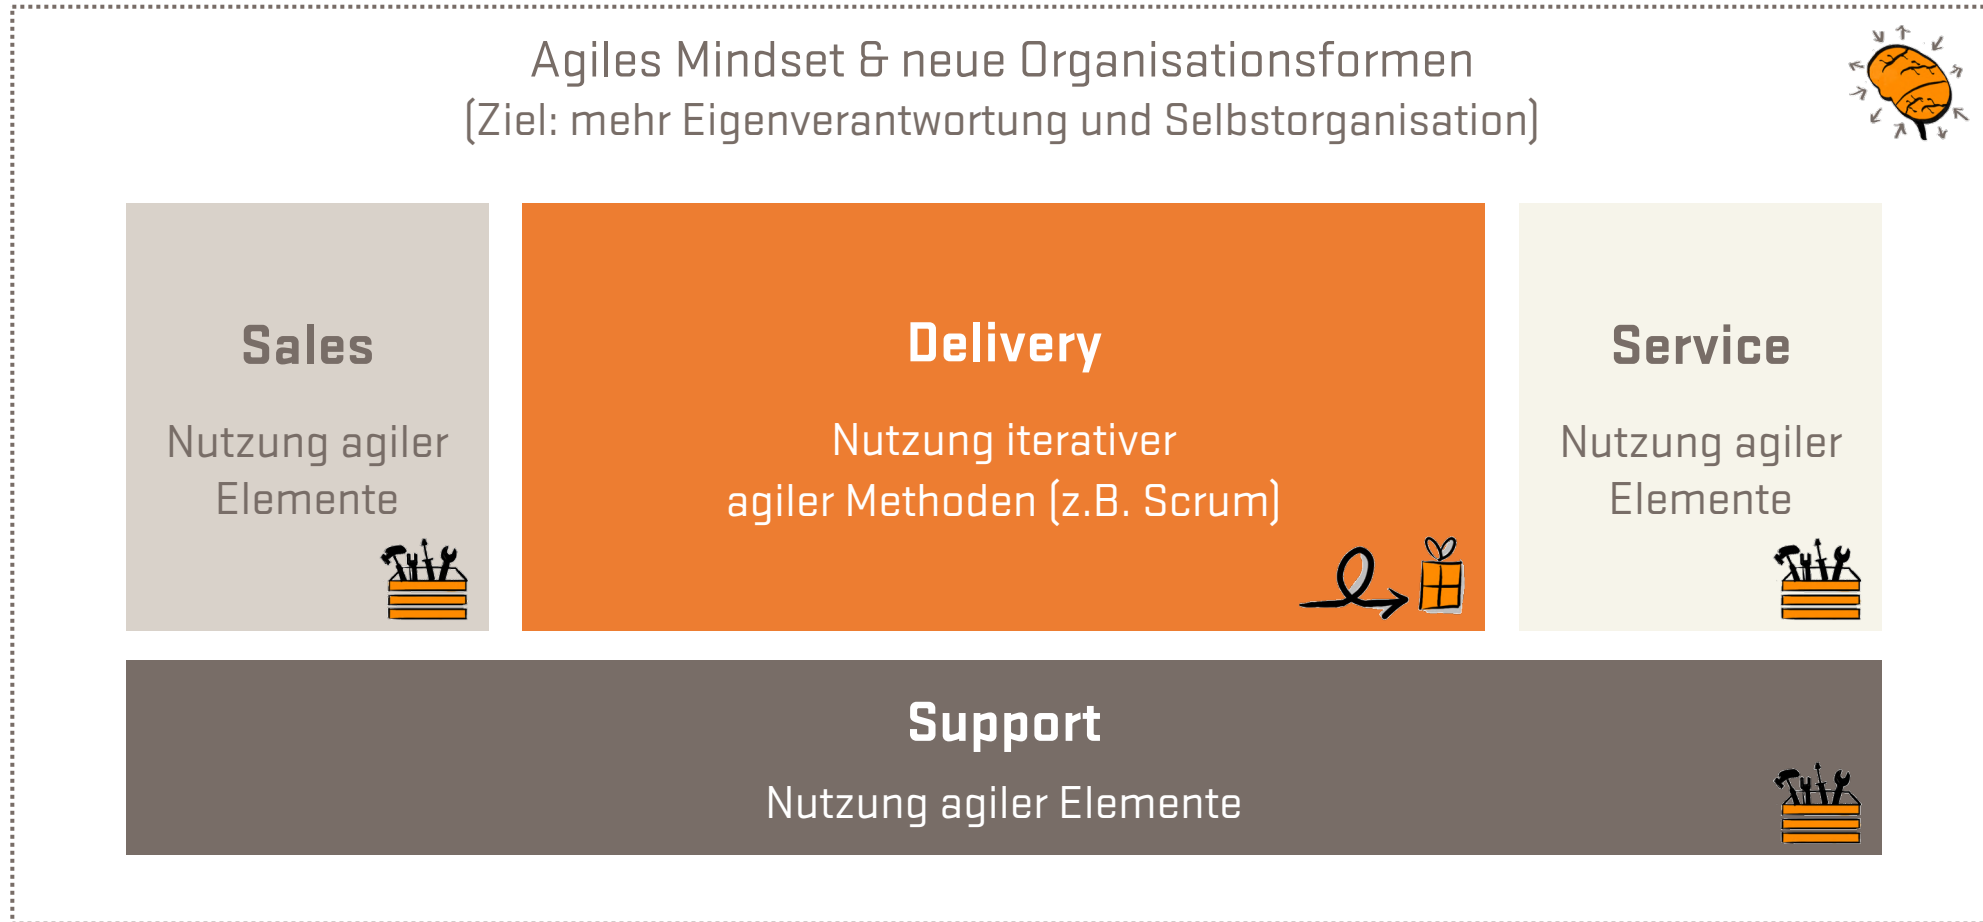 Agiles Mindset & neue Organisationsformen
(Ziel: mehr Eigenverantwortung und Selbstorganisation)
Sales
Nutzung agiler
Elemente
Delivery
Nutzung iterativer
agiler Methoden (z.B. Scrum)
Service
Nutzung agiler
Elemente
Support
Nutzung agiler Elemente